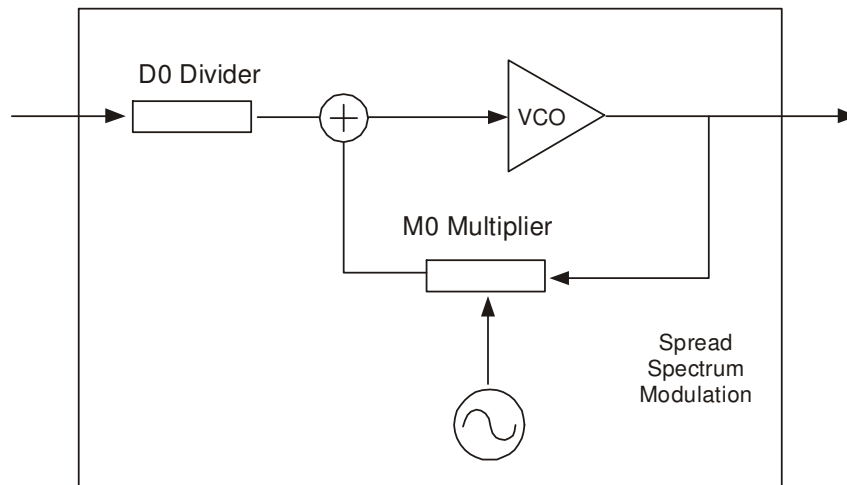 D0 Divider
VCO
M0 Multiplier
Spread
Spectrum
Modulation